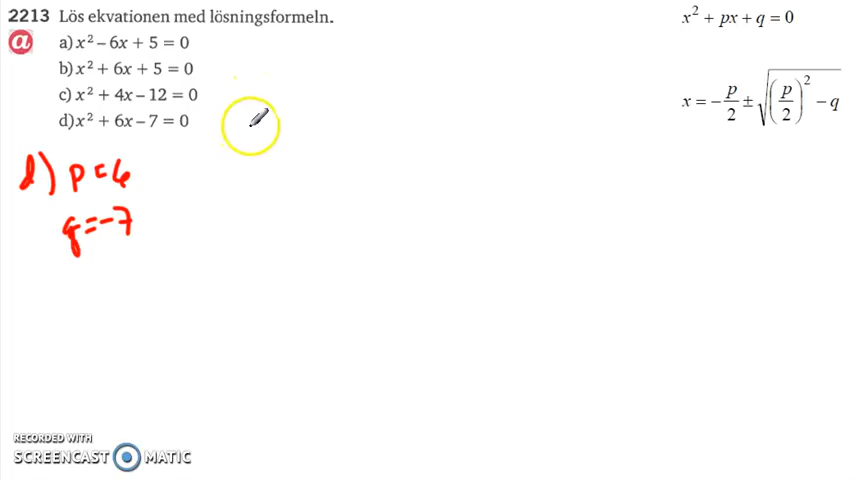 2213 Lös ekvationen med lösningsformeln.
a
a) x² – 6x + 5 = 0
b) x² + 6x + 5 = 0
c) x² + 4x – 12 = 0
d) x² + 6x – 7 = 0
x² + px + q = 0
x = −p/2 ± √((p/2)² − q)
d) p = 6
q = -7
RECORDED WITH
SCREENCAST MATIC